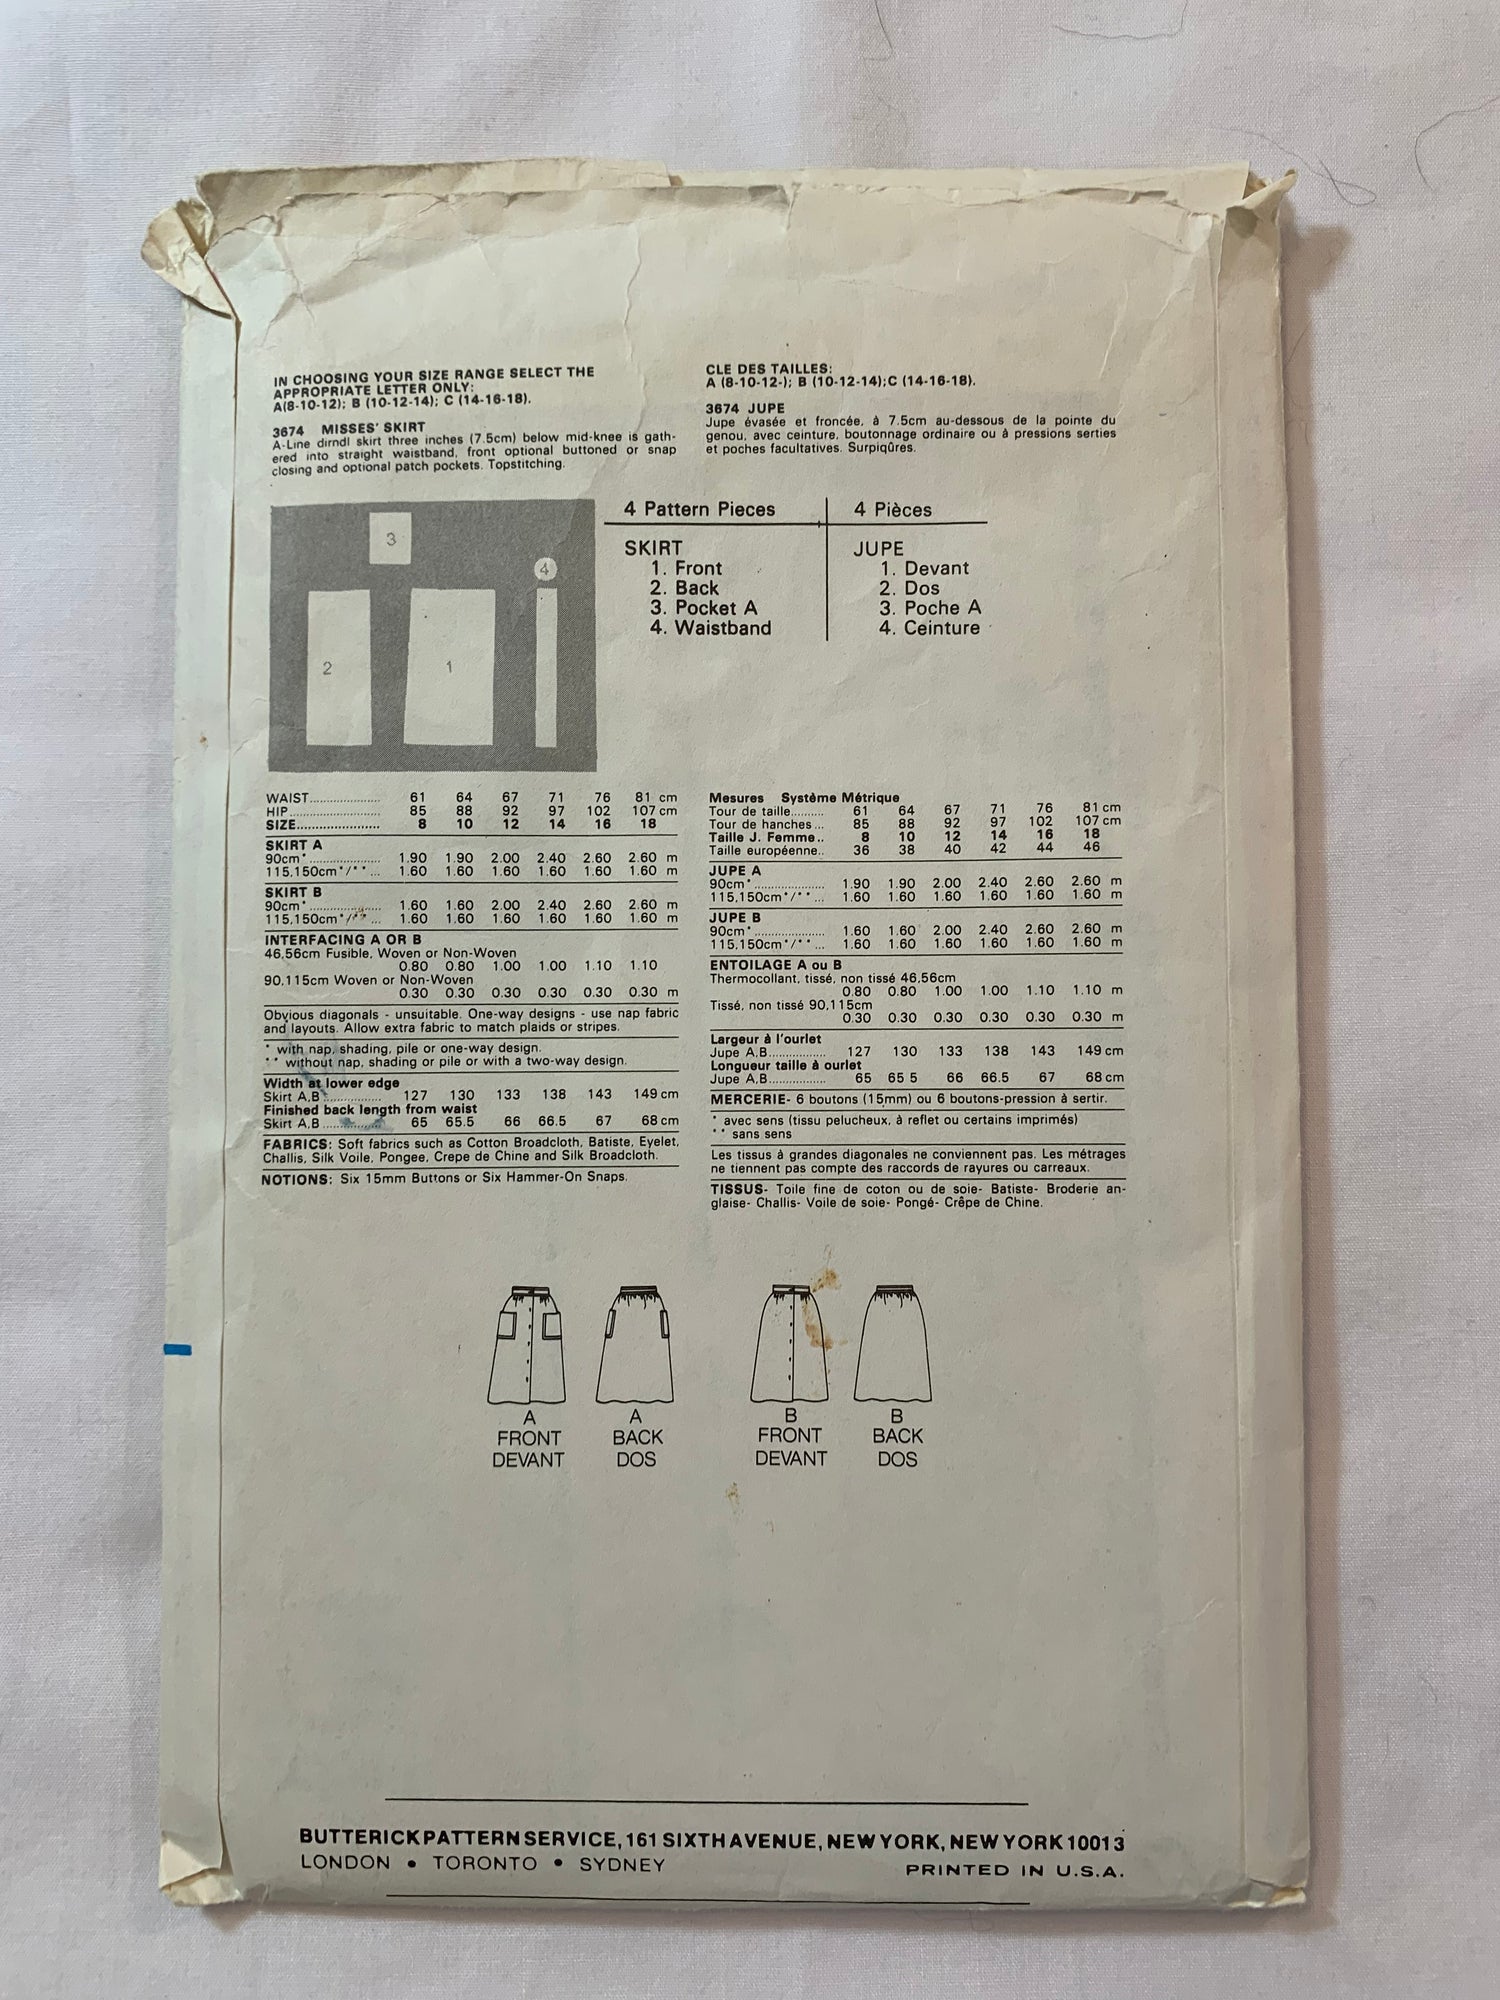 IN CHOOSING YOUR SIZE RANGE SELECT THE
APPROPRIATE LETTER ONLY:
A(8-10-12); B (10-12-14); C (14-16-18).
3674 MISSES' SKIRT
A-Line dirndl skirt three inches (7.5cm) below mid-knee is gath-
ered into straight waistband, front optional buttoned or snap
closing and optional patch pockets. Topstitching.
CLE DES TAILLES:
A (8-10-12-); B (10-12-14);C (14-16-18).
3674 JUPE
Jupe évasée et froncée, à 7.5cm au-dessous de la pointe du
genou, avec ceinture, boutonnage ordinaire ou à pressions serties
et poches facultatives. Surpiqûres.
3
4
2
1
4 Pattern Pieces
SKIRT
1. Front
2. Back
3. Pocket A
4. Waistband
4 Pièces
JUPE
1. Devant
2. Dos
3. Poche A
4. Ceinture
WAIST...................... 61 64 67 71 76 81 cm
HIP............................ 85 88 92 97 102 107 cm
SIZE....................... 8 10 12 14 16 18
SKIRT A
90cm* ...................... 1.90 1.90 2.00 2.40 2.60 2.60 m
115,150cm*/** ... 1.60 1.60 1.60 1.60 1.60 1.60 m
SKIRT B
90cm* ...................... 1.60 1.60 2.00 2.40 2.60 2.60 m
115,150cm*/** ... 1.60 1.60 1.60 1.60 1.60 1.60 m
INTERFACING A OR B
46,56cm Fusible, Woven or Non-Woven
0.80 0.80 1.00 1.00 1.10 1.10
90,115cm Woven or Non-Woven
0.30 0.30 0.30 0.30 0.30 0.30 m
Obvious diagonals - unsuitable. One-way designs - use nap fabric
and layouts. Allow extra fabric to match plaids or stripes.
* with nap, shading, pile or one-way design.
** without nap, shading or pile or with a two-way design.
Width at lower edge
Skirt A,B ................. 127 130 133 138 143 149 cm
Finished back length from waist
Skirt A,B ................. 65 65.5 66 66.5 67 68 cm
FABRICS: Soft fabrics such as Cotton Broadcloth, Batiste, Eyelet,
Challis, Silk Voile, Pongee, Crepe de Chine and Silk Broadcloth.
NOTIONS: Six 15mm Buttons or Six Hammer-On Snaps.
Mesures Système Métrique
Tour de taille.......... 61 64 67 71 76 81 cm
Tour de hanches ... 85 88 92 97 102 107 cm
Taille J. Femme.. 8 10 12 14 16 18
Taille européenne.. 36 38 40 42 44 46
JUPE A
90cm* ...................... 1.90 1.90 2.00 2.40 2.60 2.60 m
115,150cm*/** ... 1.60 1.60 1.60 1.60 1.60 1.60 m
JUPE B
90cm* ...................... 1.60 1.60 2.00 2.40 2.60 2.60 m
115,150cm*/** ... 1.60 1.60 1.60 1.60 1.60 1.60 m
ENTOILAGE A ou B
Thermocollant, tissé, non tissé 46,56cm
0.80 0.80 1.00 1.00 1.10 1.10 m
Tissé, non tissé 90,115cm
0.30 0.30 0.30 0.30 0.30 0.30 m
Largeur à l'ourlet
Jupe A,B................. 127 130 133 138 143 149 cm
Longueur taille à ourlet
Jupe A,B................. 65 65 5 66 66.5 67 68 cm
MERCERIE- 6 boutons (15mm) ou 6 boutons-pression à sertir.
* avec sens (tissu pelucheux, à reflet ou certains imprimés)
** sans sens
Les tissus à grandes diagonales ne conviennent pas. Les métrages
ne tiennent pas compte des raccords de rayures ou carreaux.
TISSUS- Toile fine de coton ou de soie- Batiste- Broderie an-
glaise- Challis- Voile de soie- Pongé- Crêpe de Chine.
A
FRONT
DEVANT
A
BACK
DOS
B
FRONT
DEVANT
B
BACK
DOS
BUTTERICK PATTERN SERVICE, 161 SIXTH AVENUE, NEW YORK, NEW YORK 10013
LONDON • TORONTO • SYDNEY
PRINTED IN U.S.A.